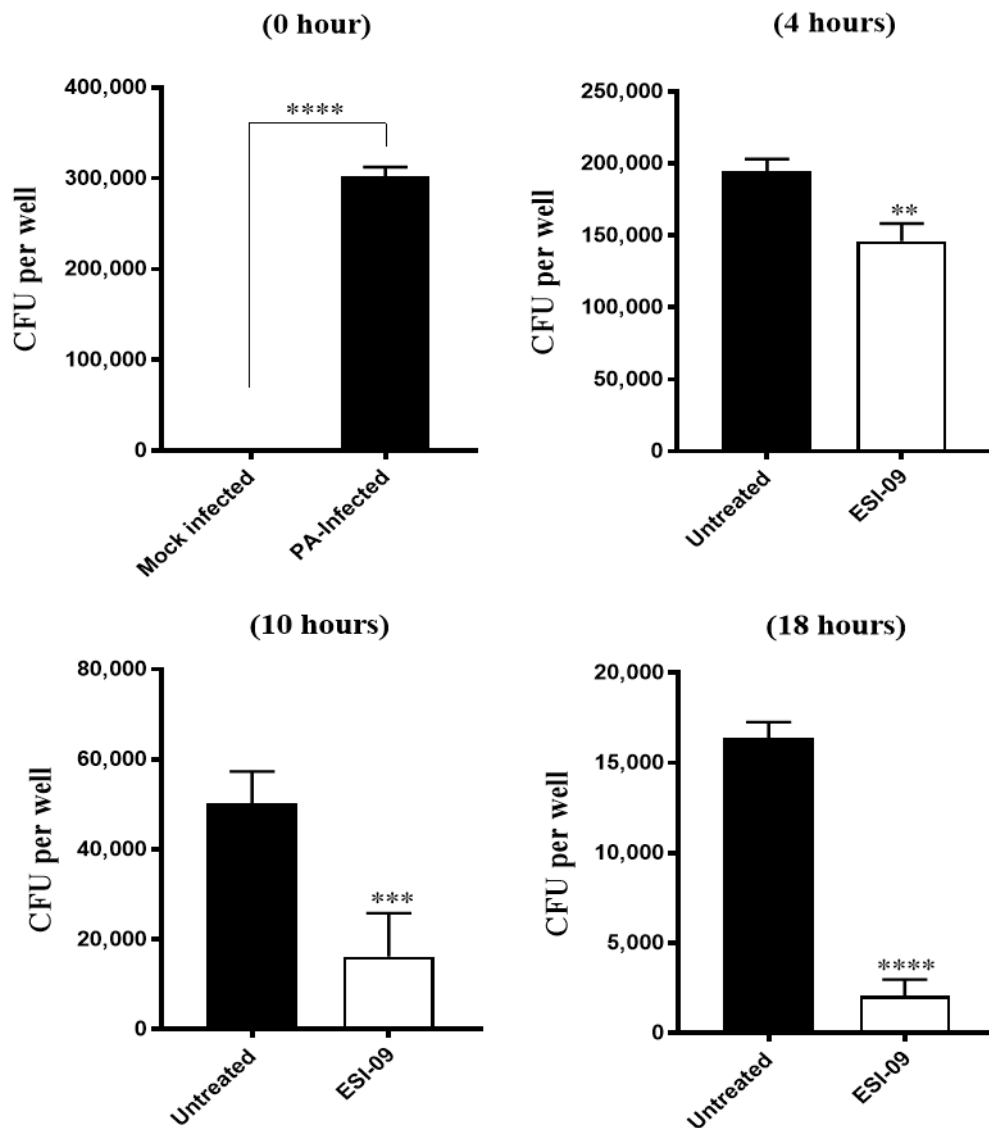 (0 hour)
400,000
300,000
200,000
100,000
0
CFU per well
****
Mock infected
PA-Infected
(4 hours)
250,000
200,000
150,000
100,000
50,000
0
CFU per well
**
Untreated
ESI-09
(10 hours)
80,000
60,000
40,000
20,000
0
CFU per well
***
Untreated
ESI-09
(18 hours)
20,000
15,000
10,000
5,000
0
CFU per well
****
Untreated
ESI-09